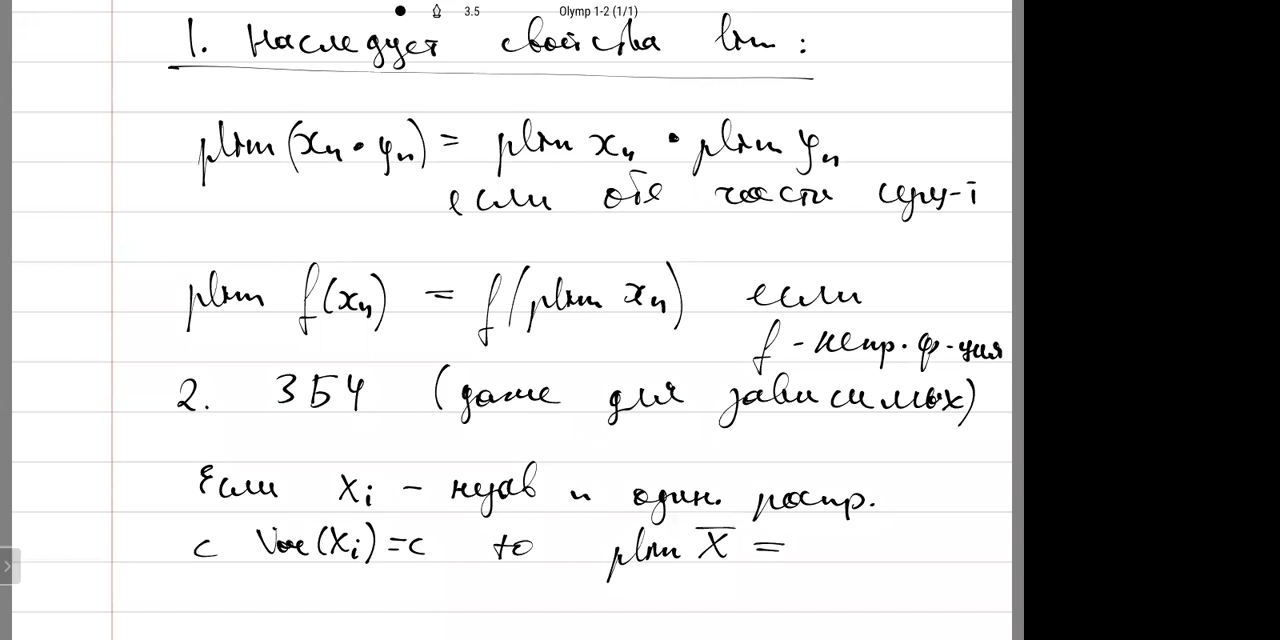 3.5 Olymp 1-2 (1/1)
1. Наследует свойства lim :
plim (xₙ · yₙ) = plim xₙ · plim yₙ
если обе части сущ-т
plim f(xₙ) = f(plim xₙ) если
f - непр. ф-ция
2. ЗБЧ (даже для зависимых)
Если Xᵢ - незав и один. распр.
с Var(Xᵢ) = c то plim X̅ =